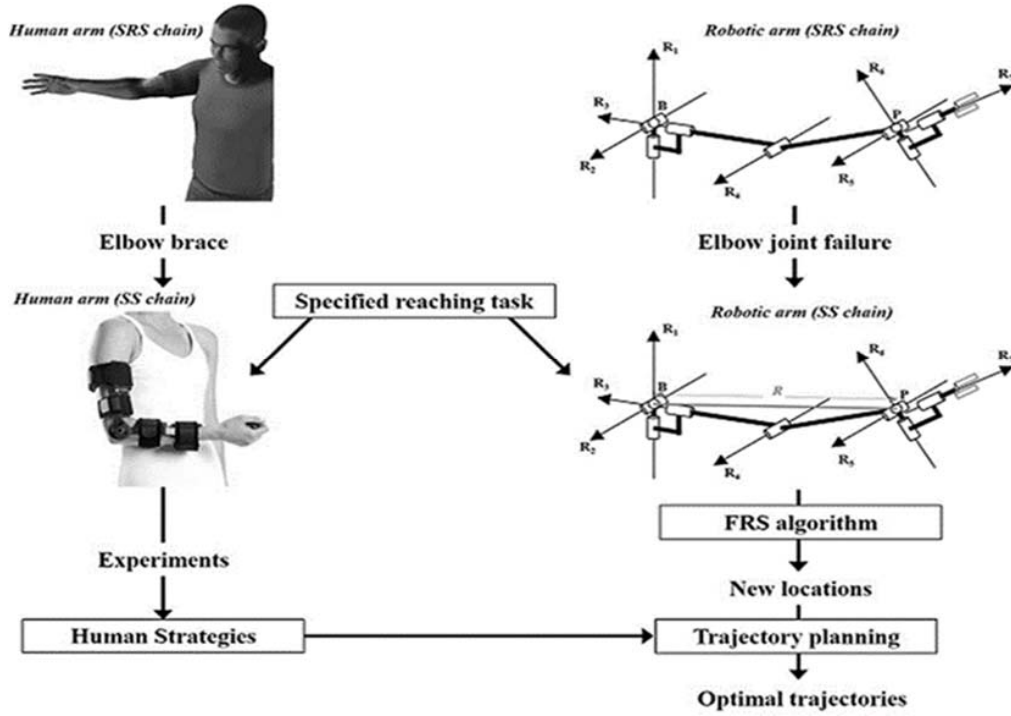 Human arm (SRS chain)
Robotic arm (SRS chain)
R₁
R₆
R₇
R₃
B
P
R₂
R₄
R₅
Elbow brace
Elbow joint failure
Human arm (SS chain)
Specified reaching task
Robotic arm (SS chain)
R₁
R₆
R₃
B
R
P
R₂
R₄
R₅
FRS algorithm
Experiments
New locations
Human Strategies
Trajectory planning
Optimal trajectories